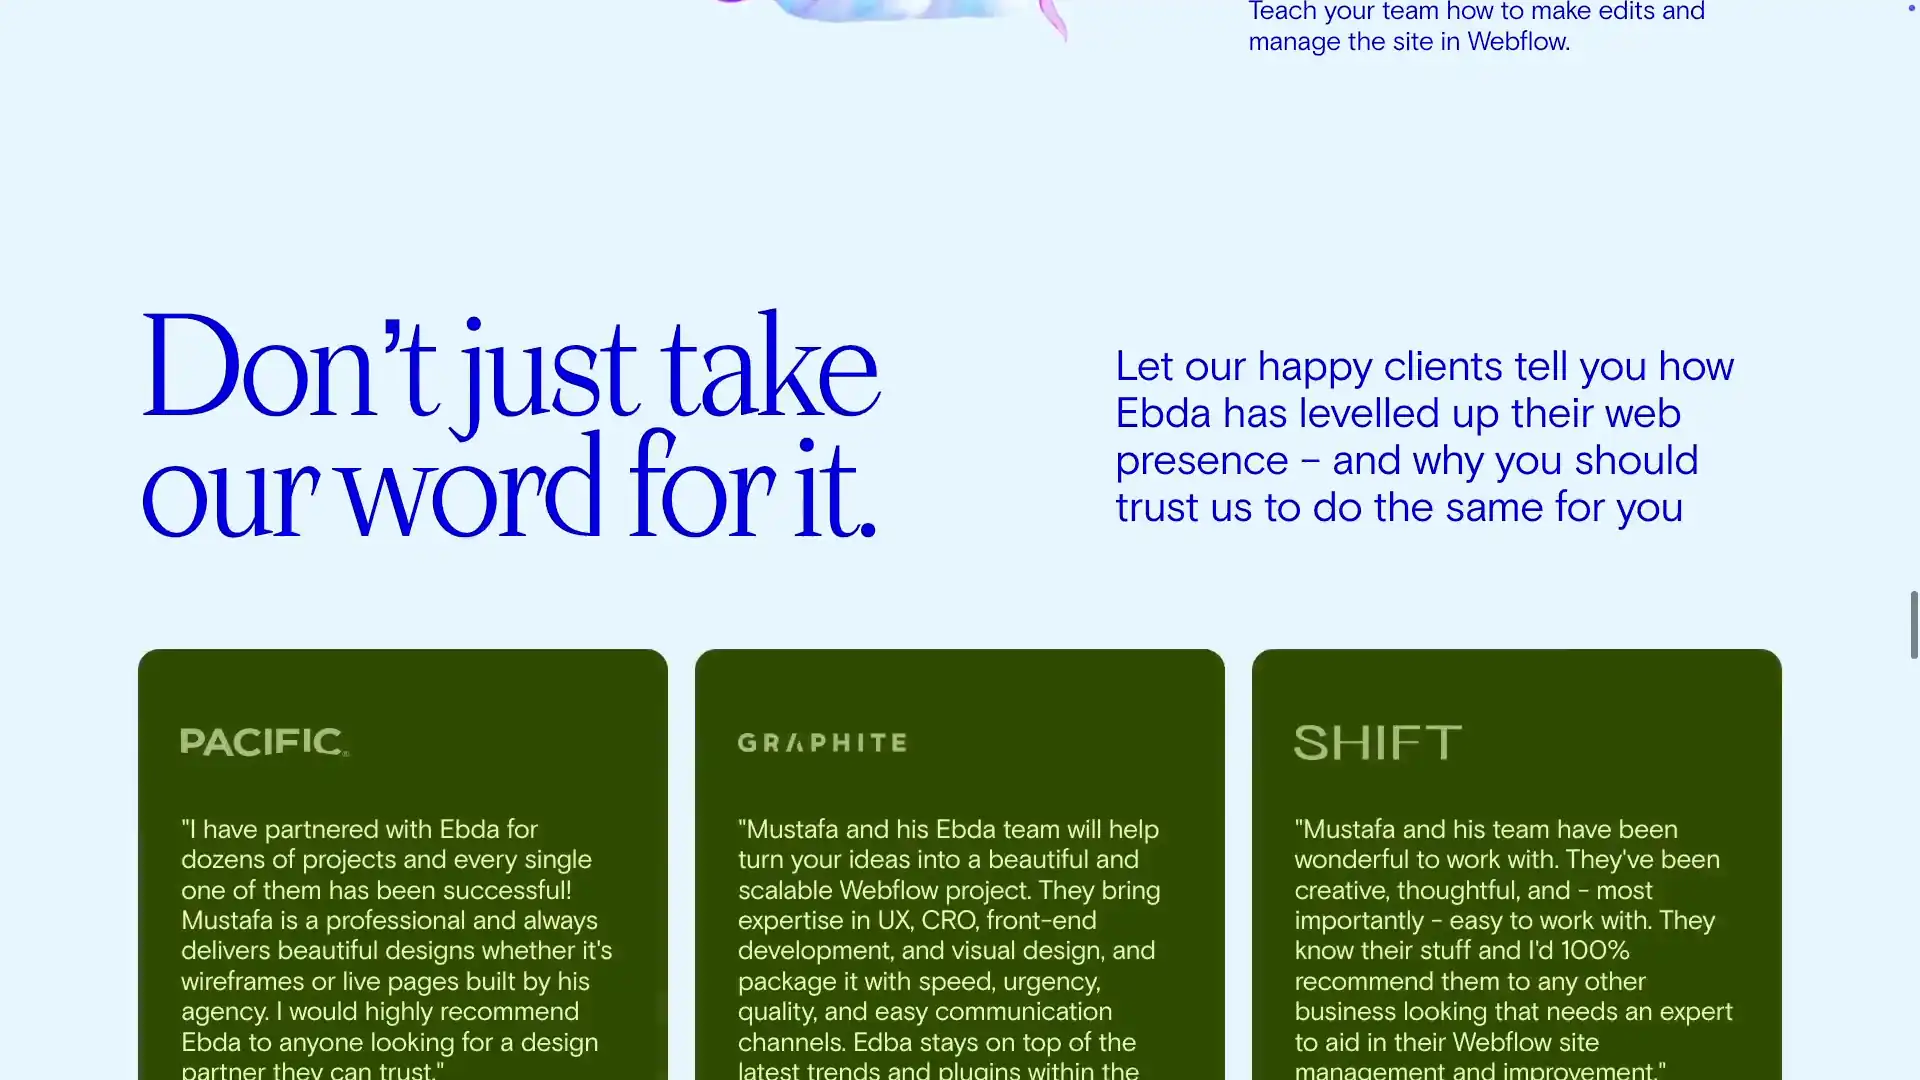 Teach your team how to make edits and
manage the site in Webflow.
Don’t just take
our word for it.
Let our happy clients tell you how
Ebda has levelled up their web
presence – and why you should
trust us to do the same for you
PACIFIC®
"I have partnered with Ebda for
dozens of projects and every single
one of them has been successful!
Mustafa is a professional and always
delivers beautiful designs whether it's
wireframes or live pages built by his
agency. I would highly recommend
Ebda to anyone looking for a design
partner they can trust."
GRAPHITE
"Mustafa and his Ebda team will help
turn your ideas into a beautiful and
scalable Webflow project. They bring
expertise in UX, CRO, front-end
development, and visual design, and
package it with speed, urgency,
quality, and easy communication
channels. Edba stays on top of the
latest trends and plugins within the
SHIFT
"Mustafa and his team have been
wonderful to work with. They've been
creative, thoughtful, and - most
importantly - easy to work with. They
know their stuff and I'd 100%
recommend them to any other
business looking that needs an expert
to aid in their Webflow site
management and improvement."